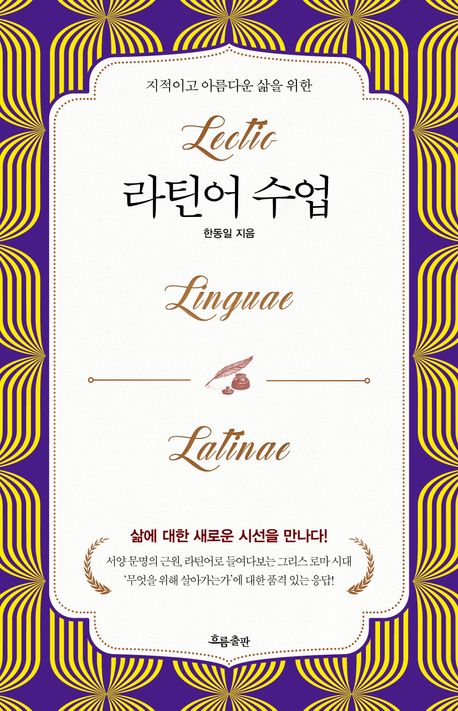 지적이고 아름다운 삶을 위한
Lectio
라틴어 수업
한동일 지음
Linguae
Latinae
삶에 대한 새로운 시선을 만나다!
서양 문명의 근원, 라틴어로 들여다보는 그리스 로마 시대
‘무엇을 위해 살아가는가’에 대한 품격 있는 응답!
흐름출판